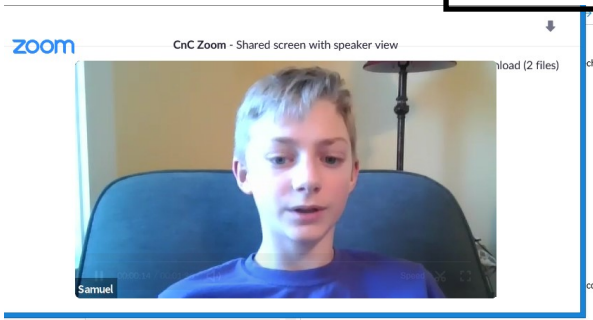 zoom
CnC Zoom - Shared screen with speaker view
nload (2 files)
Samuel